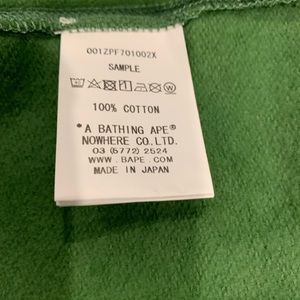 001ZPF701002X
SAMPLE
100% COTTON
*A BATHING APE®
NOWHERE CO.LTD.
03 (5772) 2524
WWW.BAPE.COM
MADE IN JAPAN